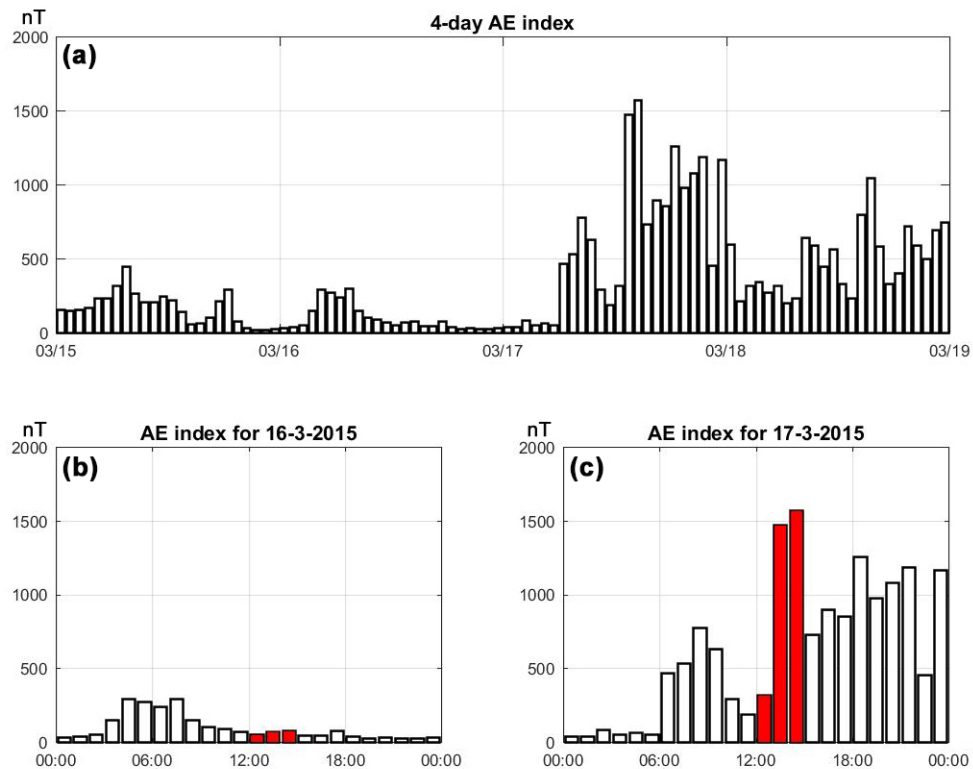 nT
4-day AE index
(a)
2000
1500
1000
500
0
03/15 03/16 03/17 03/18 03/19
nT
AE index for 16-3-2015
(b)
2000
1500
1000
500
0
00:00 06:00 12:00 18:00 00:00
nT
AE index for 17-3-2015
(c)
2000
1500
1000
500
0
00:00 06:00 12:00 18:00 00:00